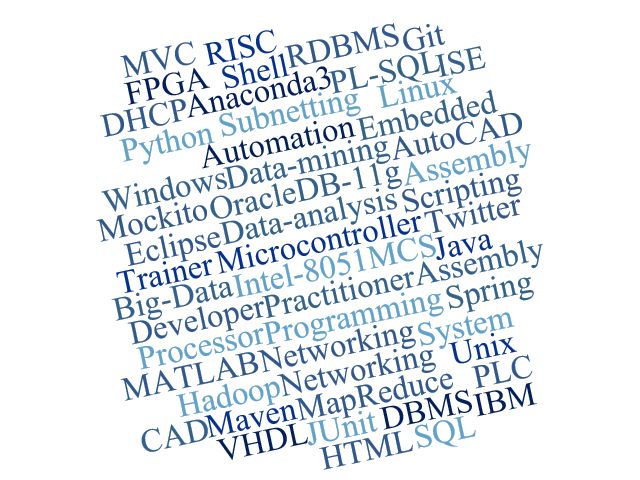 MVC RISC RDBMS Git
FPGA Shell PL-SQL ISE
DHCP Anaconda3 Linux
Python Subnetting Embedded
Automation AutoCAD
Windows Data-mining Assembly
Mockito OracleDB-11g Scripting
Eclipse Data-analysis Twitter
Trainer Microcontroller Java
Big-Data Intel-8051 MCS Assembly
Developer Practitioner Spring
Processor Programming System
MATLAB Networking Unix
Hadoop Networking PLC
CAD Maven MapReduce IBM
VHDL JUnit DBMS
HTML SQL